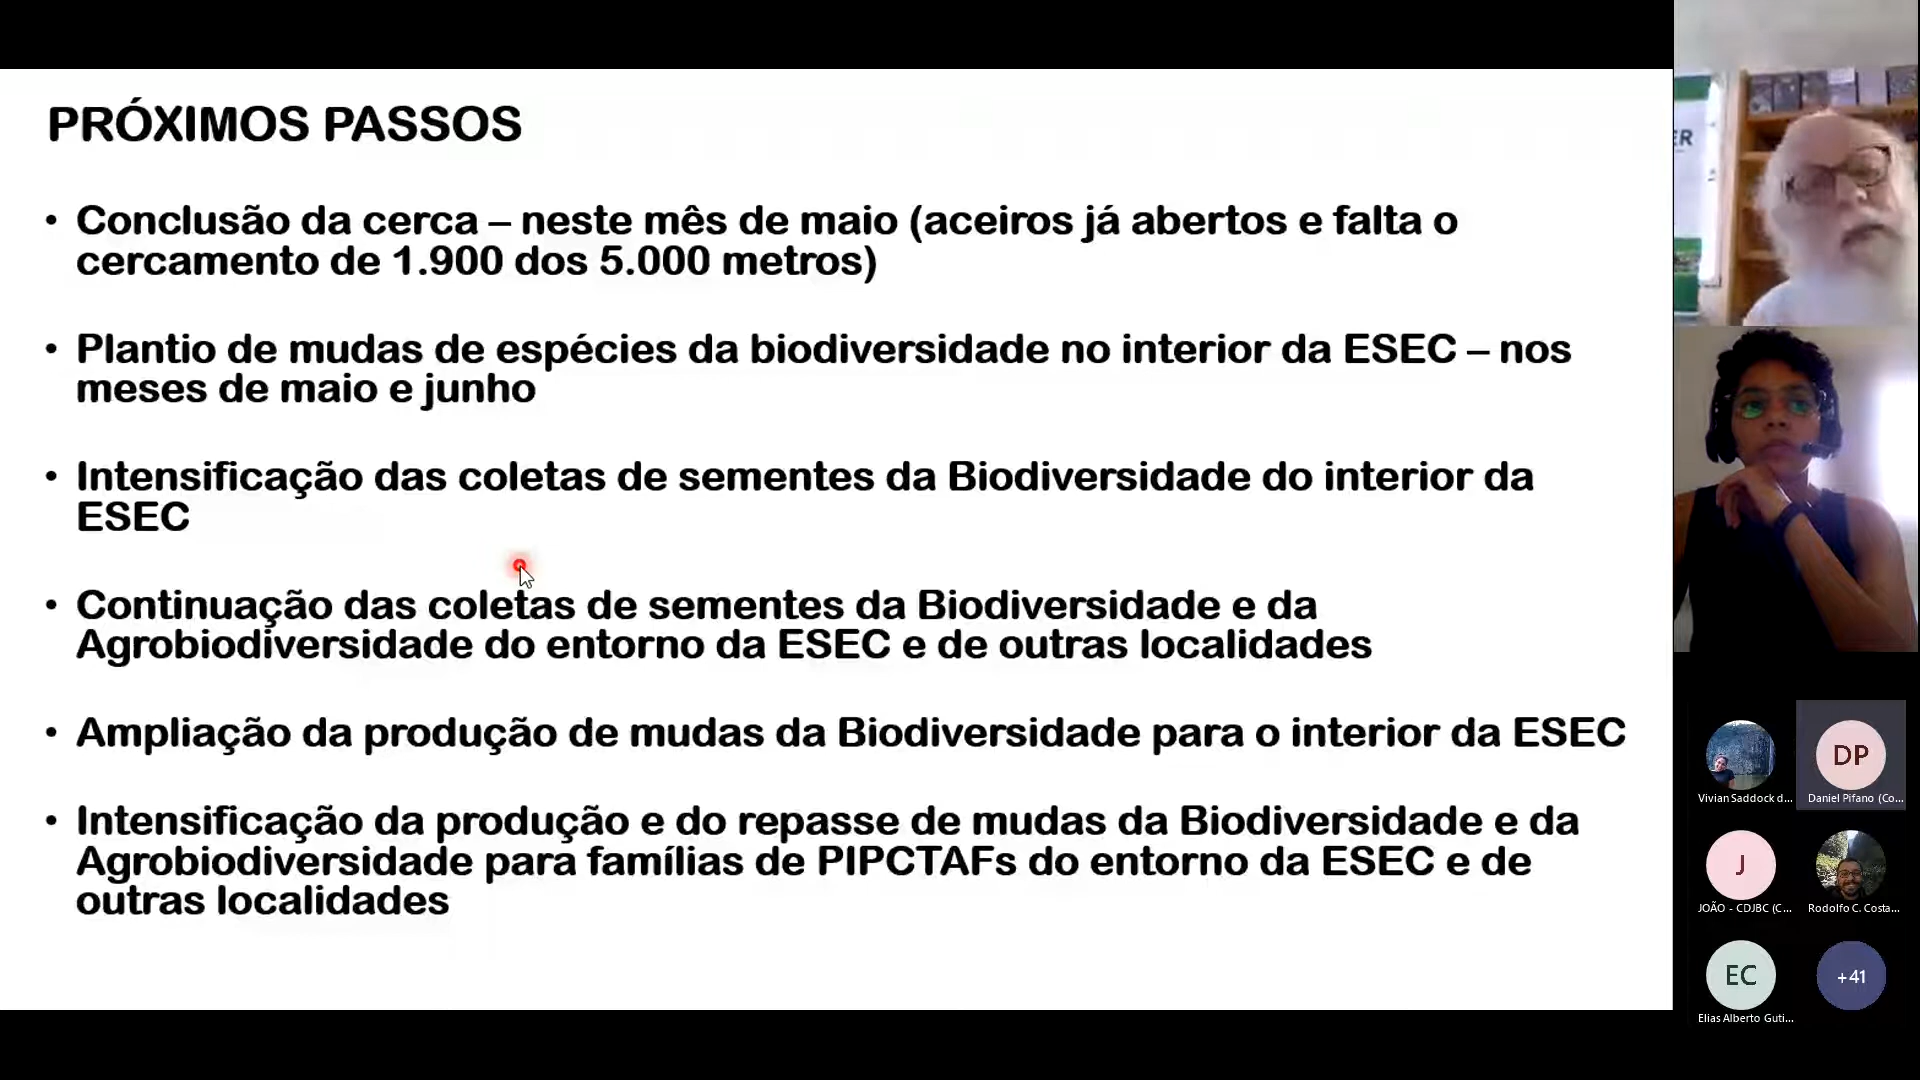 PRÓXIMOS PASSOS
• Conclusão da cerca – neste mês de maio (aceiros já abertos e falta o
cercamento de 1.900 dos 5.000 metros)
• Plantio de mudas de espécies da biodiversidade no interior da ESEC – nos
meses de maio e junho
• Intensificação das coletas de sementes da Biodiversidade do interior da
ESEC
• Continuação das coletas de sementes da Biodiversidade e da
Agrobiodiversidade do entorno da ESEC e de outras localidades
• Ampliação da produção de mudas da Biodiversidade para o interior da ESEC
• Intensificação da produção e do repasse de mudas da Biodiversidade e da
Agrobiodiversidade para famílias de PIPCTAFs do entorno da ESEC e de
outras localidades
ER
DP
Vivian Saddock d...
Daniel Pifano (Co...
J
JOÃO - CDJBC (C...
Rodolfo C. Costa...
EC
+41
Elias Alberto Guti...